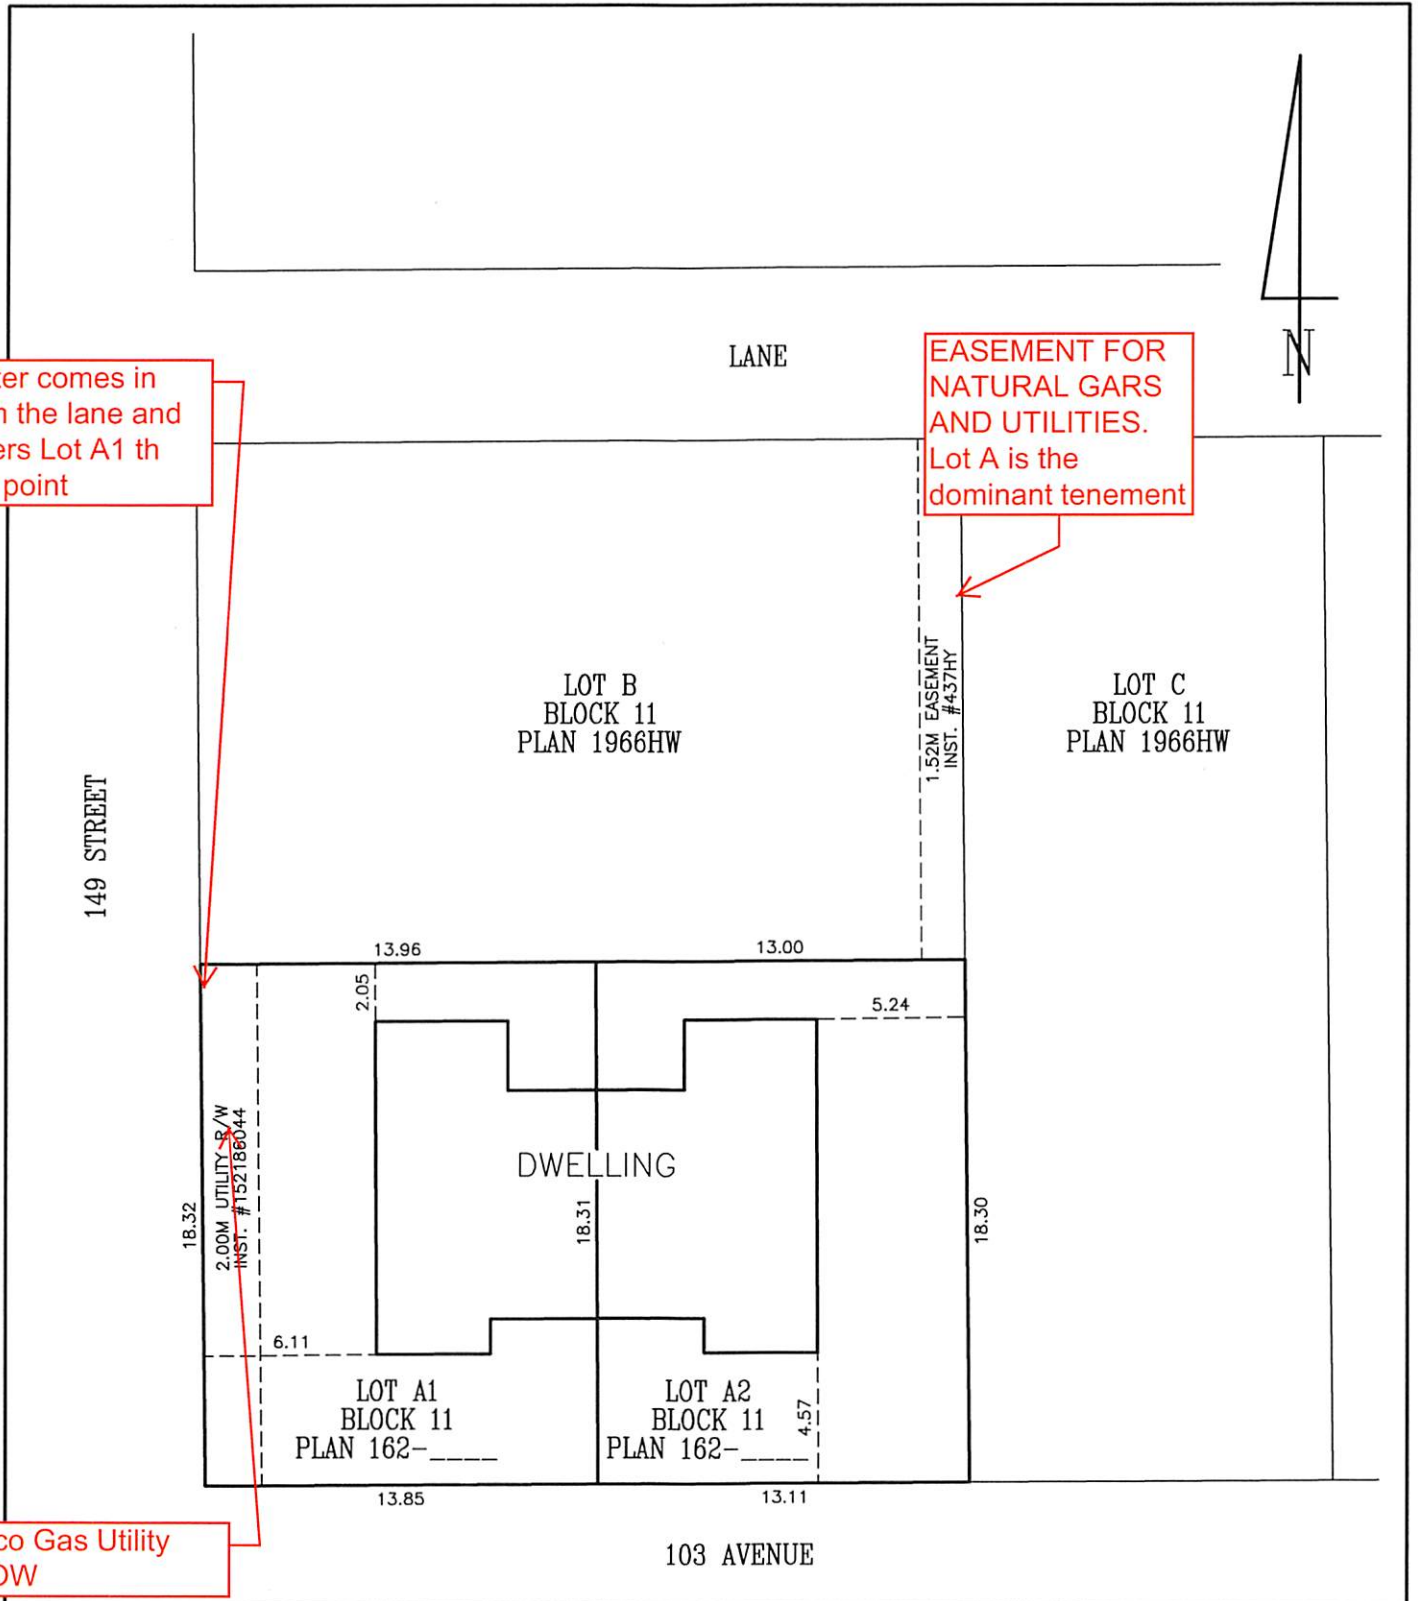 LANE
N
ter comes in
the lane and
ers Lot A1 th
point
EASEMENT FOR
NATURAL GARS
AND UTILITIES.
Lot A is the
dominant tenement
LOT B
BLOCK 11
PLAN 1966HW
1.52M EASEMENT
INST. #437HY
LOT C
BLOCK 11
PLAN 1966HW
149 STREET
13.96
13.00
2.05
5.24
DWELLING
2.00M UTILITY R/W
INST. #152186044
18.32
18.31
18.30
6.11
LOT A1
BLOCK 11
PLAN 162-____
LOT A2
BLOCK 11
PLAN 162-____
4.57
13.85
13.11
co Gas Utility
OW
103 AVENUE